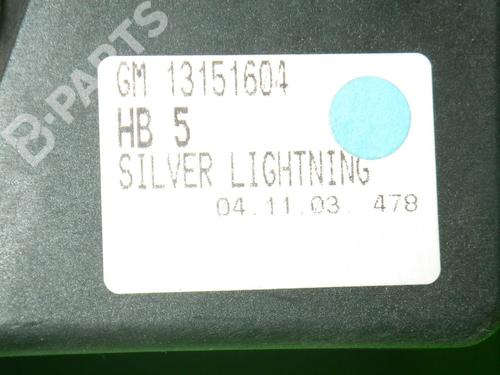 B-PARTS
GM 13151604
HB 5
SILVER LIGHTNING
04.11.03. 478